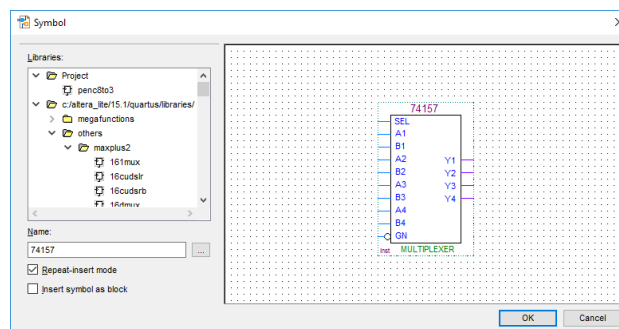 Symbol
Libraries:
Project
penc8to3
c:/altera_lite/15.1/quartus/libraries/
megafunctions
others
maxplus2
161mux
16cudslr
16cudsrb
16dmux
Name:
74157
...
Repeat-insert mode
Insert symbol as block
74157
SEL
A1
B1
A2 Y1
B2 Y2
A3 Y3
B3 Y4
A4
B4
GN
inst MULTIPLEXER
OK Cancel